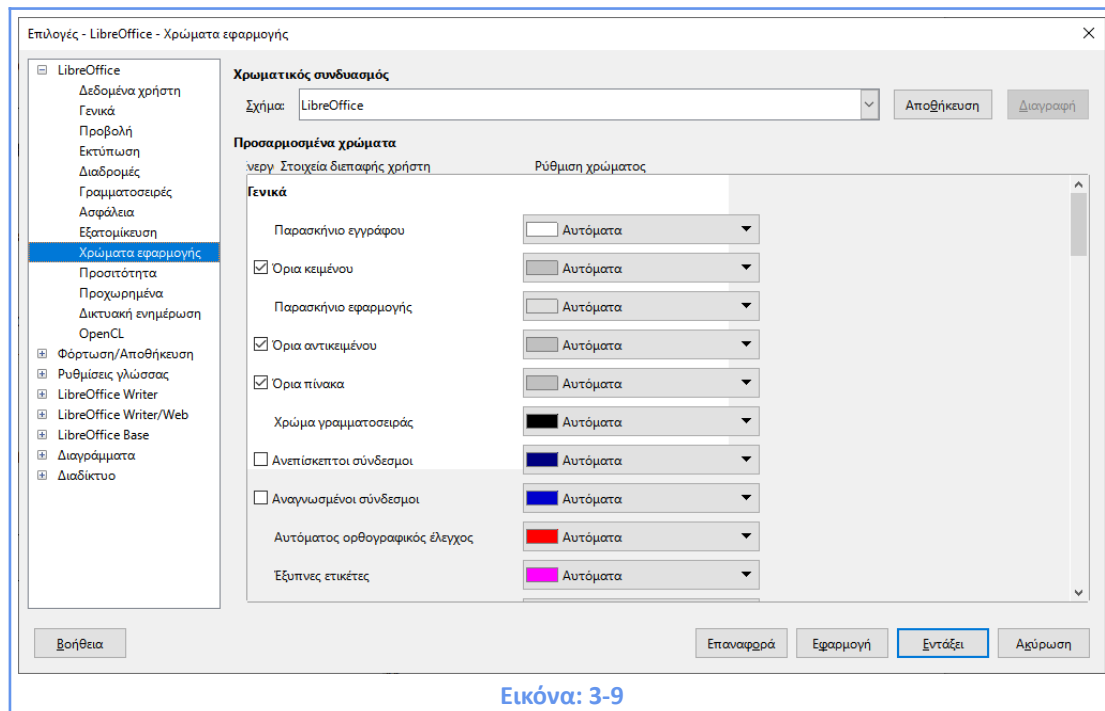 Επιλογές - LibreOffice - Χρώματα εφαρμογής
LibreOffice
Δεδομένα χρήστη
Γενικά
Προβολή
Εκτύπωση
Διαδρομές
Γραμματοσειρές
Ασφάλεια
Εξατομίκευση
Χρώματα εφαρμογής
Προσιτότητα
Προχωρημένα
Δικτυακή ενημέρωση
OpenCL
Φόρτωση/Αποθήκευση
Ρυθμίσεις γλώσσας
LibreOffice Writer
LibreOffice Writer/Web
LibreOffice Base
Διαγράμματα
Διαδίκτυο
Χρωματικός συνδυασμός
Σχήμα: LibreOffice Αποθήκευση Διαγραφή
Προσαρμοσμένα χρώματα
Στοιχεία διεπαφής χρήστη Ρύθμιση χρώματος
Γενικά
Παρασκήνιο εγγράφου Αυτόματα
Όρια κειμένου Αυτόματα
Παρασκήνιο εφαρμογής Αυτόματα
Όρια αντικειμένου Αυτόματα
Όρια πίνακα Αυτόματα
Χρώμα γραμματοσειράς Αυτόματα
Ανεπίσκεπτοι σύνδεσμοι Αυτόματα
Αναγνωσμένοι σύνδεσμοι Αυτόματα
Αυτόματος ορθογραφικός έλεγχος Αυτόματα
Έξυπνες ετικέτες Αυτόματα
Βοήθεια Επαναφορά Εφαρμογή Εντάξει Ακύρωση
Εικόνα: 3-9